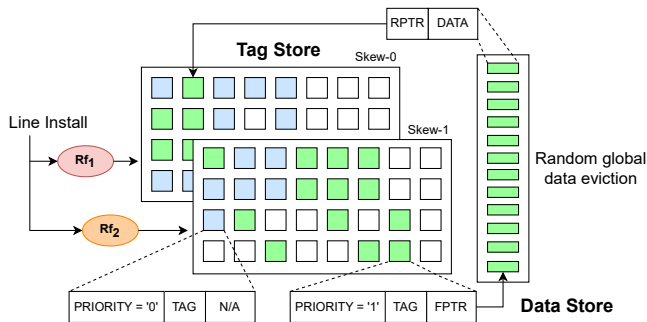 RPTR DATA
Tag Store
Skew-0
Skew-1
Line Install
Rf1
Rf2
Random global
data eviction
PRIORITY = '0' TAG N/A
PRIORITY = '1' TAG FPTR
Data Store